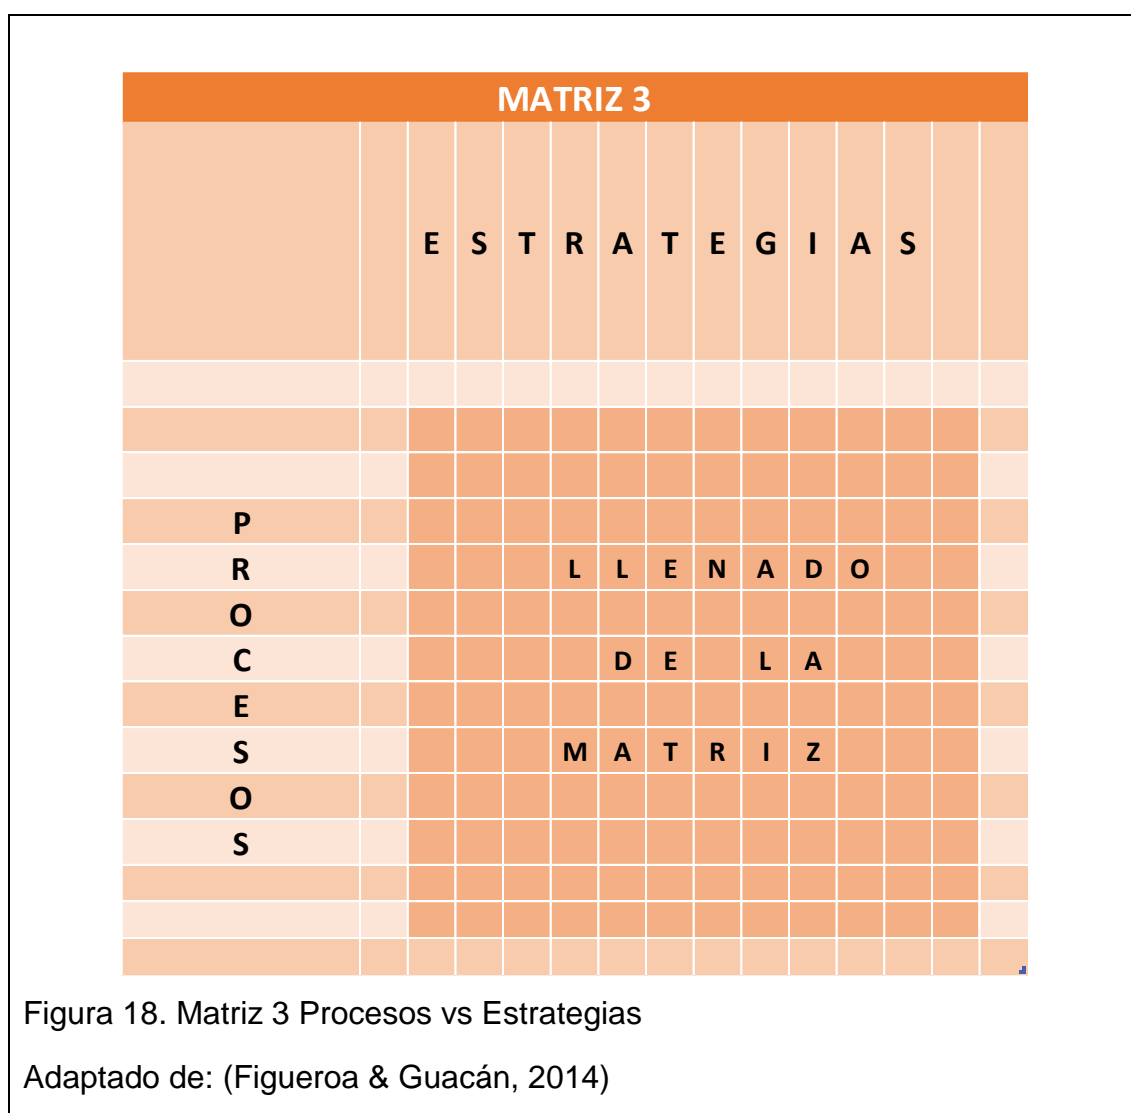 MATRIZ 3
E S T R A T E G I A S
P
R
L L E N A D O
O
C
D E L A
E
S
M A T R I Z
O
S
Figura 18. Matriz 3 Procesos vs Estrategias
Adaptado de: (Figueroa & Guacán, 2014)